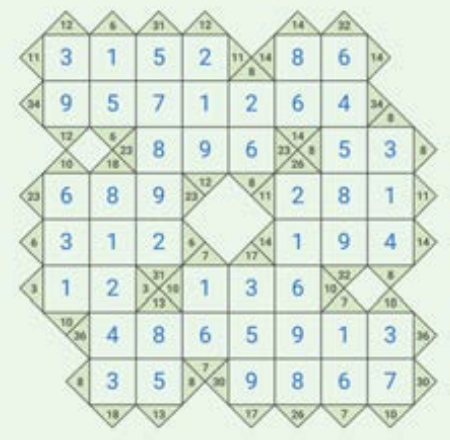 12 6 31 12 14 32
11 3 1 5 2 11 14 8 8 6 14
34 9 5 7 1 2 6 4 34 8
12 10 6 23 18 8 9 6 14 23 8 26 5 3 8
23 6 8 9 12 23 8 11 2 8 1 11
6 3 1 2 6 7 14 17 1 9 4 14
3 1 2 31 3 10 13 1 3 6 32 10 7 8 10
10 36 4 8 6 5 9 1 3 36
8 3 5 7 8 30 9 8 6 7 30
18 13 17 26 7 10